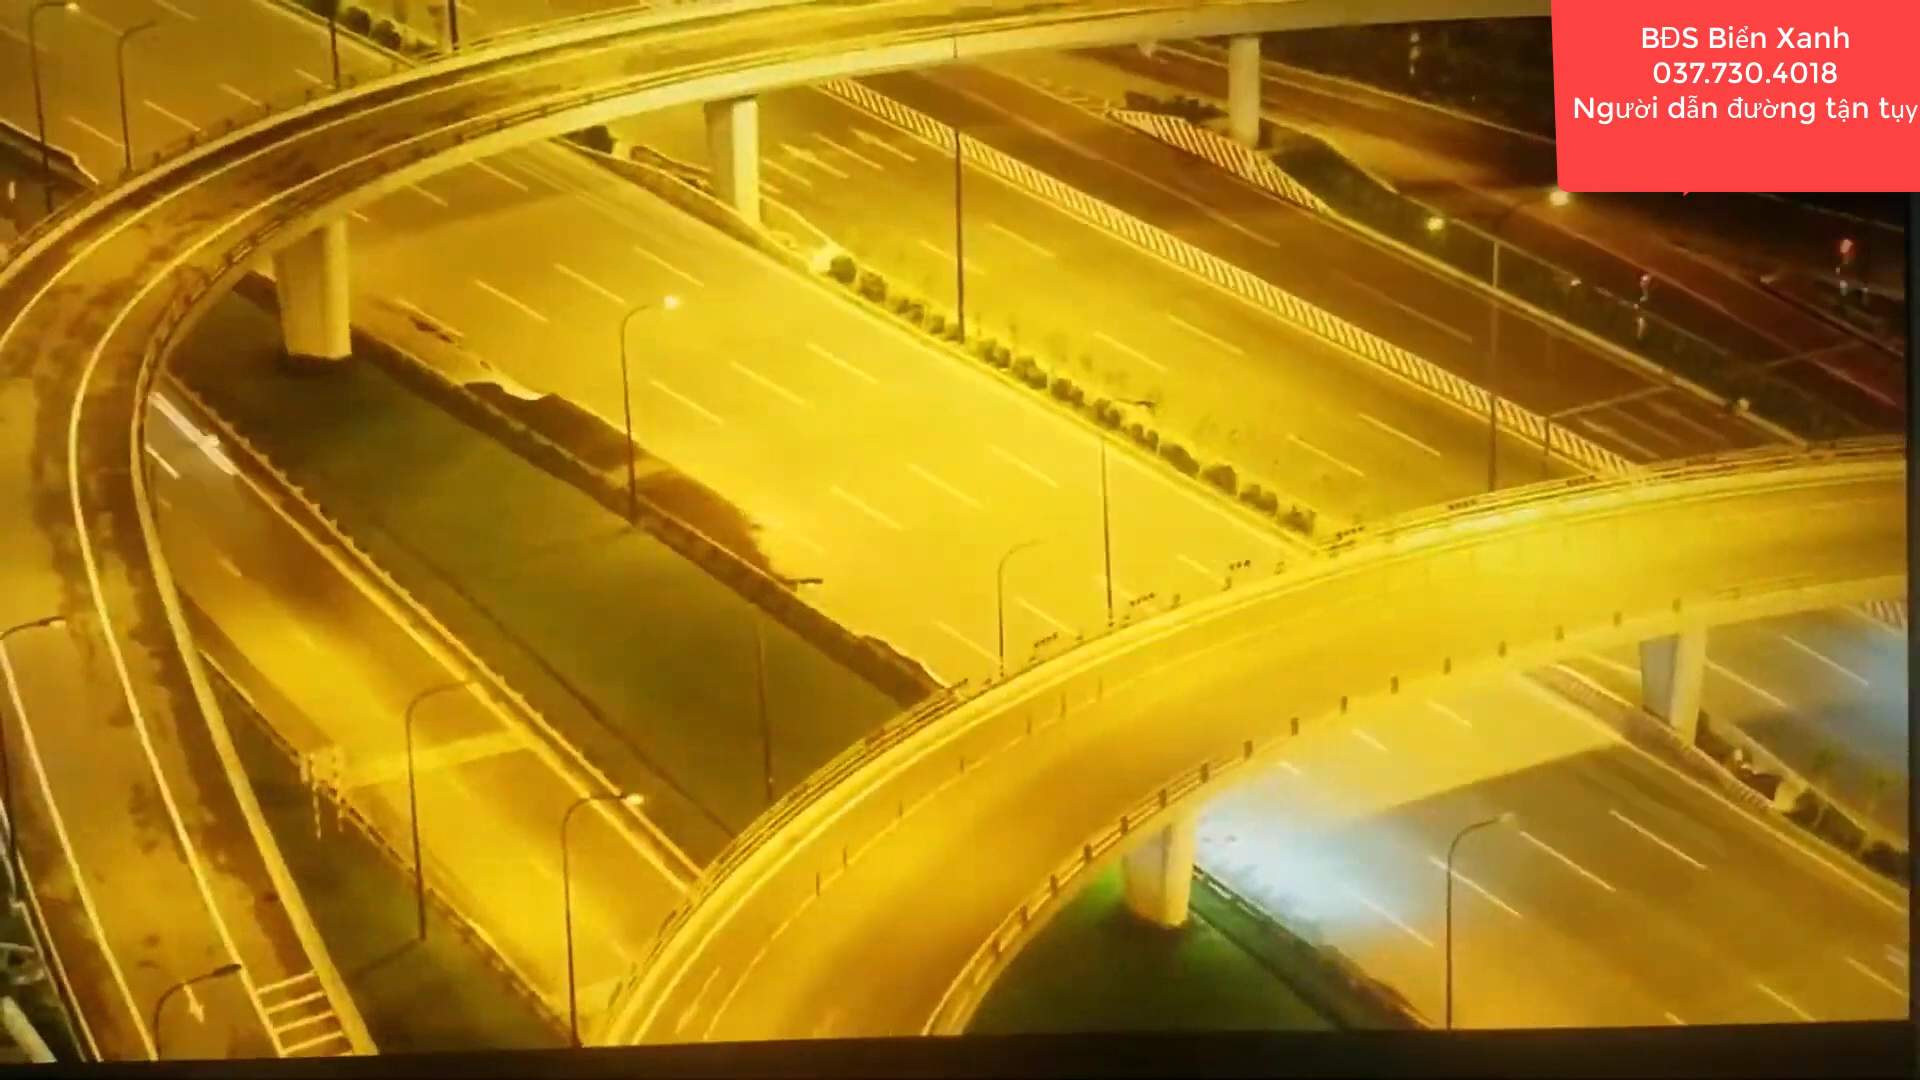 BĐS Biển Xanh
037.730.4018
Người dẫn đường tận tụy